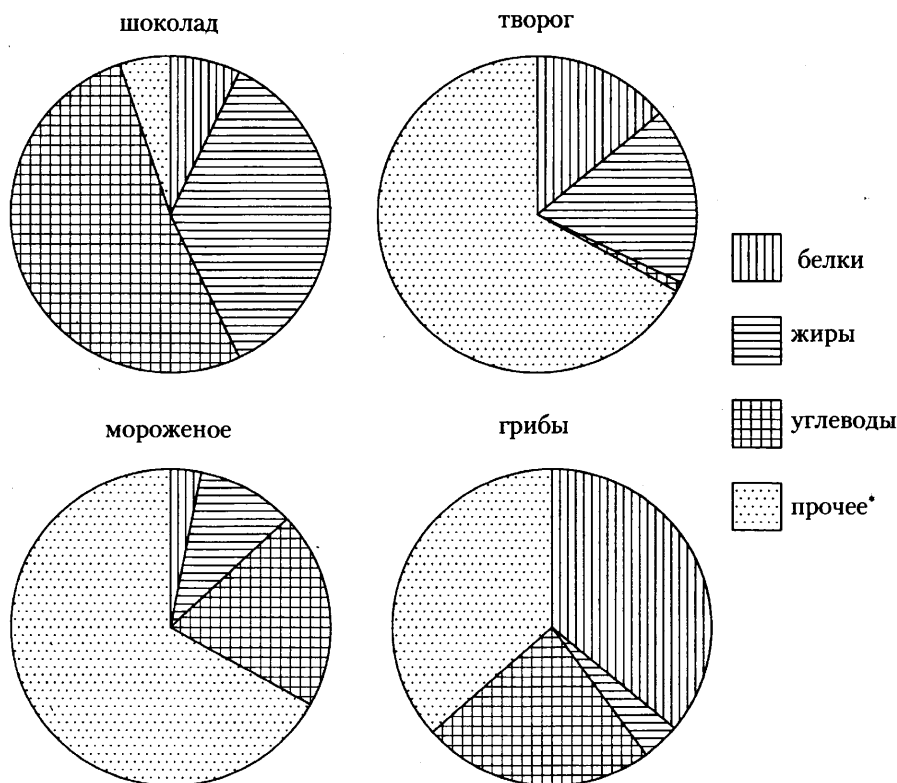 шоколад
творог
белки
жиры
углеводы
прочее*
мороженое
грибы